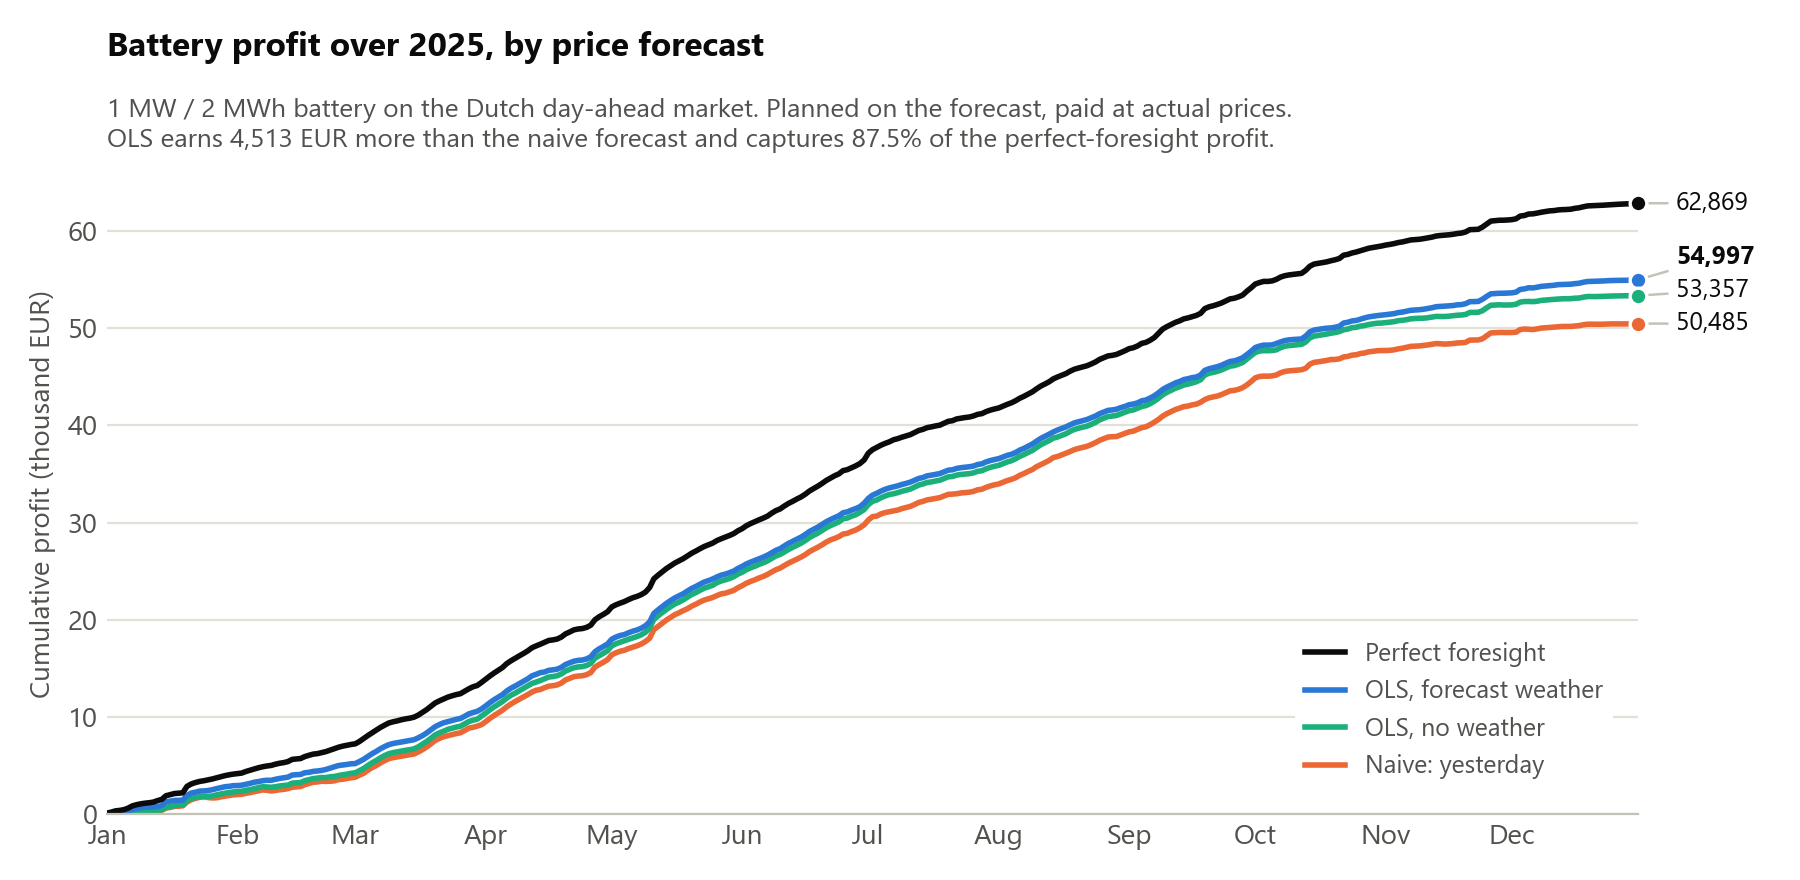 Battery profit over 2025, by price forecast
1 MW / 2 MWh battery on the Dutch day-ahead market. Planned on the forecast, paid at actual prices.
OLS earns 4,513 EUR more than the naive forecast and captures 87.5% of the perfect-foresight profit.
Cumulative profit (thousand EUR)
60
50
40
30
20
10
0
62,869
54,997
53,357
50,485
Perfect foresight
OLS, forecast weather
OLS, no weather
Naive: yesterday
Jan Feb Mar Apr May Jun Jul Aug Sep Oct Nov Dec